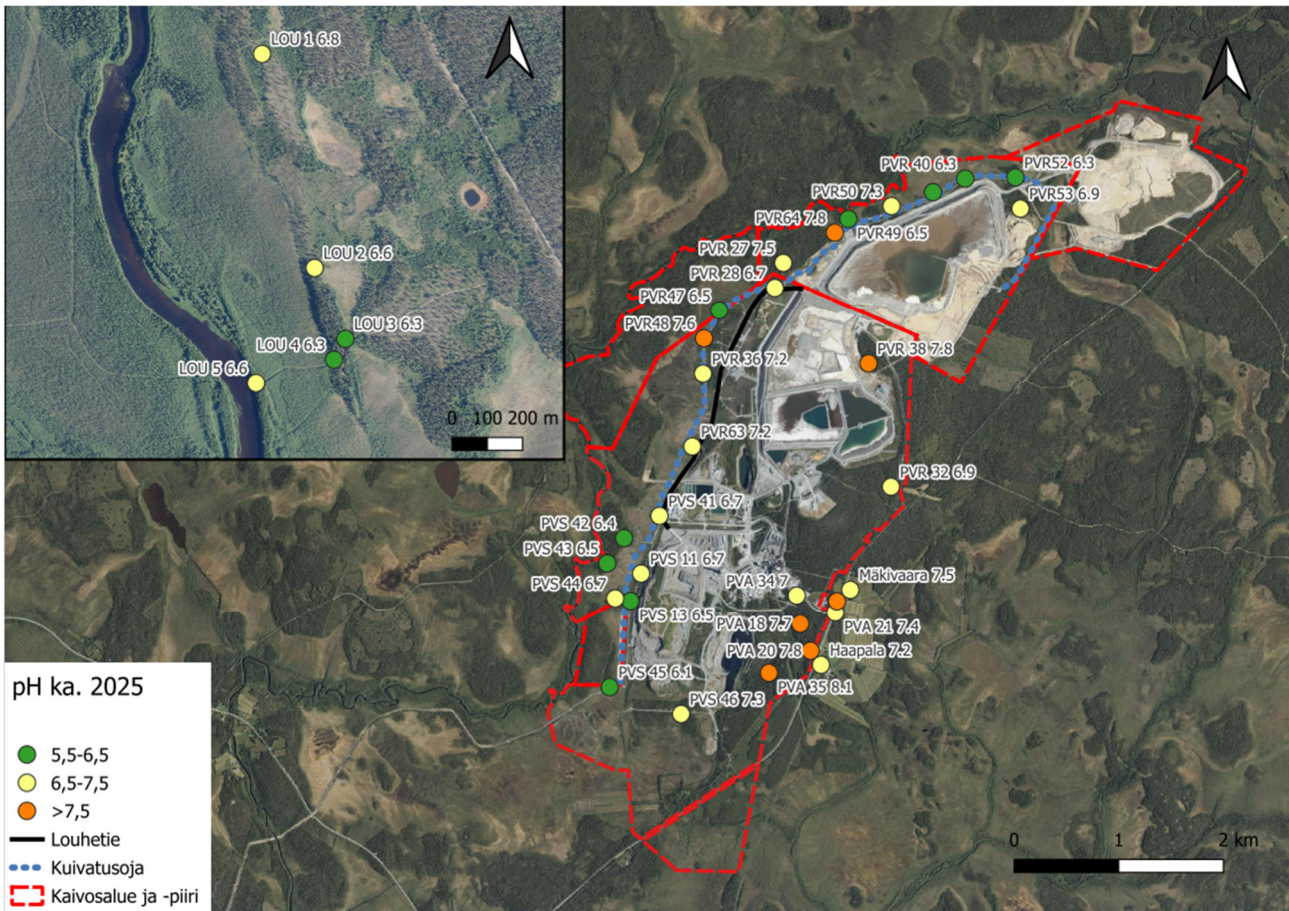 LOU 1 6.8
LOU 2 6.6
LOU 3 6.3
LOU 4 6.3
LOU 5 6.6
0 100 200 m
PVR 40 6.3
PVR52 6.3
PVR50 7.3
PVR53 6.9
PVR64 7.8
PVR49 6.5
PVR 27 7.5
PVR 28 6.7
PVR47 6.5
PVR48 7.6
PVR 38 7.8
PVR 36 7.2
PVR63 7.2
PVR 32 6.9
PVS 41 6.7
PVS 42 6.4
PVS 43 6.5
PVS 11 6.7
PVS 44 6.7
PVA 34 7
Mäkivaara 7.5
PVS 13 6.5
PVA 18 7.7
PVA 21 7.4
PVA 20 7.8
Haapala 7.2
PVS 45 6.1
PVA 35 8.1
PVS 46 7.3
pH ka. 2025
5,5-6,5
6,5-7,5
>7,5
Louhetie
Kuivatusoja
Kaivosalue ja -piiri
0 1 2 km